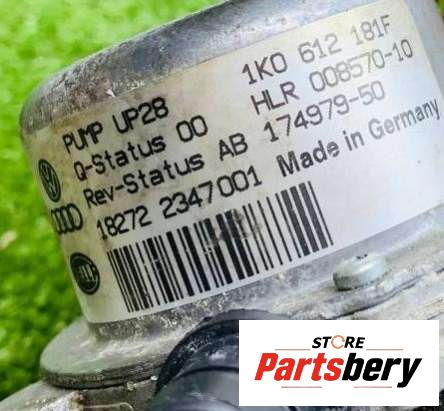 PUMP UP28 1K0 612 181F
Q-Status 00 HLR 008570-10
Rev-Status AB 174979-50
18272 2347001 Made in Germany
STORE
Partsbery